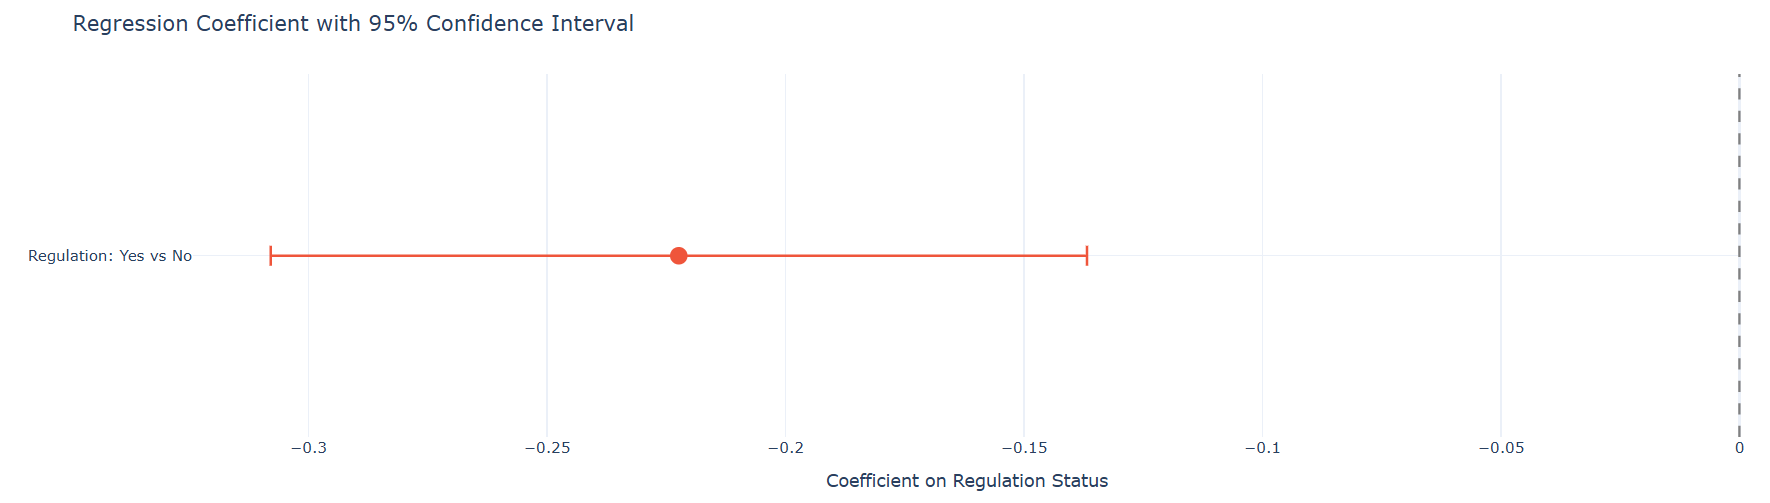 Regression Coefficient with 95% Confidence Interval
Regulation: Yes vs No
−0.3
−0.25
−0.2
−0.15
−0.1
−0.05
0
Coefficient on Regulation Status